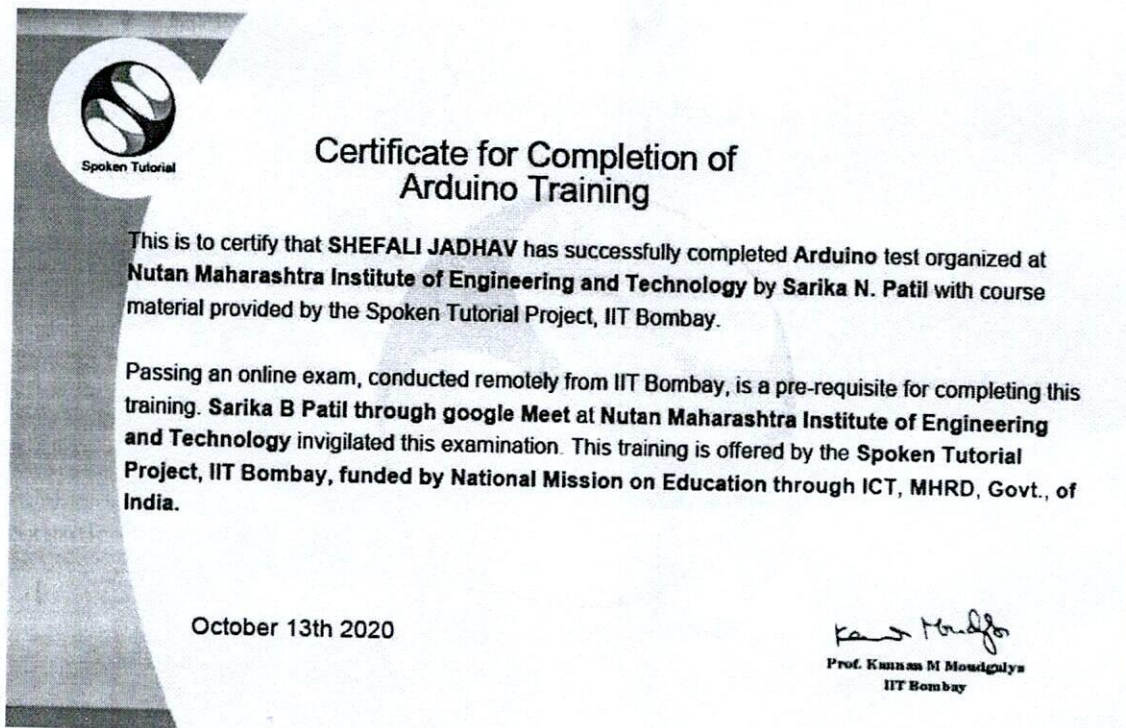 Spoken Tutorial
Certificate for Completion of
Arduino Training
This is to certify that SHEFALI JADHAV has successfully completed Arduino test organized at
Nutan Maharashtra Institute of Engineering and Technology by Sarika N. Patil with course
material provided by the Spoken Tutorial Project, IIT Bombay.
Passing an online exam, conducted remotely from IIT Bombay, is a pre-requisite for completing this
training. Sarika B Patil through google Meet at Nutan Maharashtra Institute of Engineering
and Technology invigilated this examination. This training is offered by the Spoken Tutorial
Project, IIT Bombay, funded by National Mission on Education through ICT, MHRD, Govt., of
India.
October 13th 2020
Prof. Kannan M Moudgalya
IIT Bombay